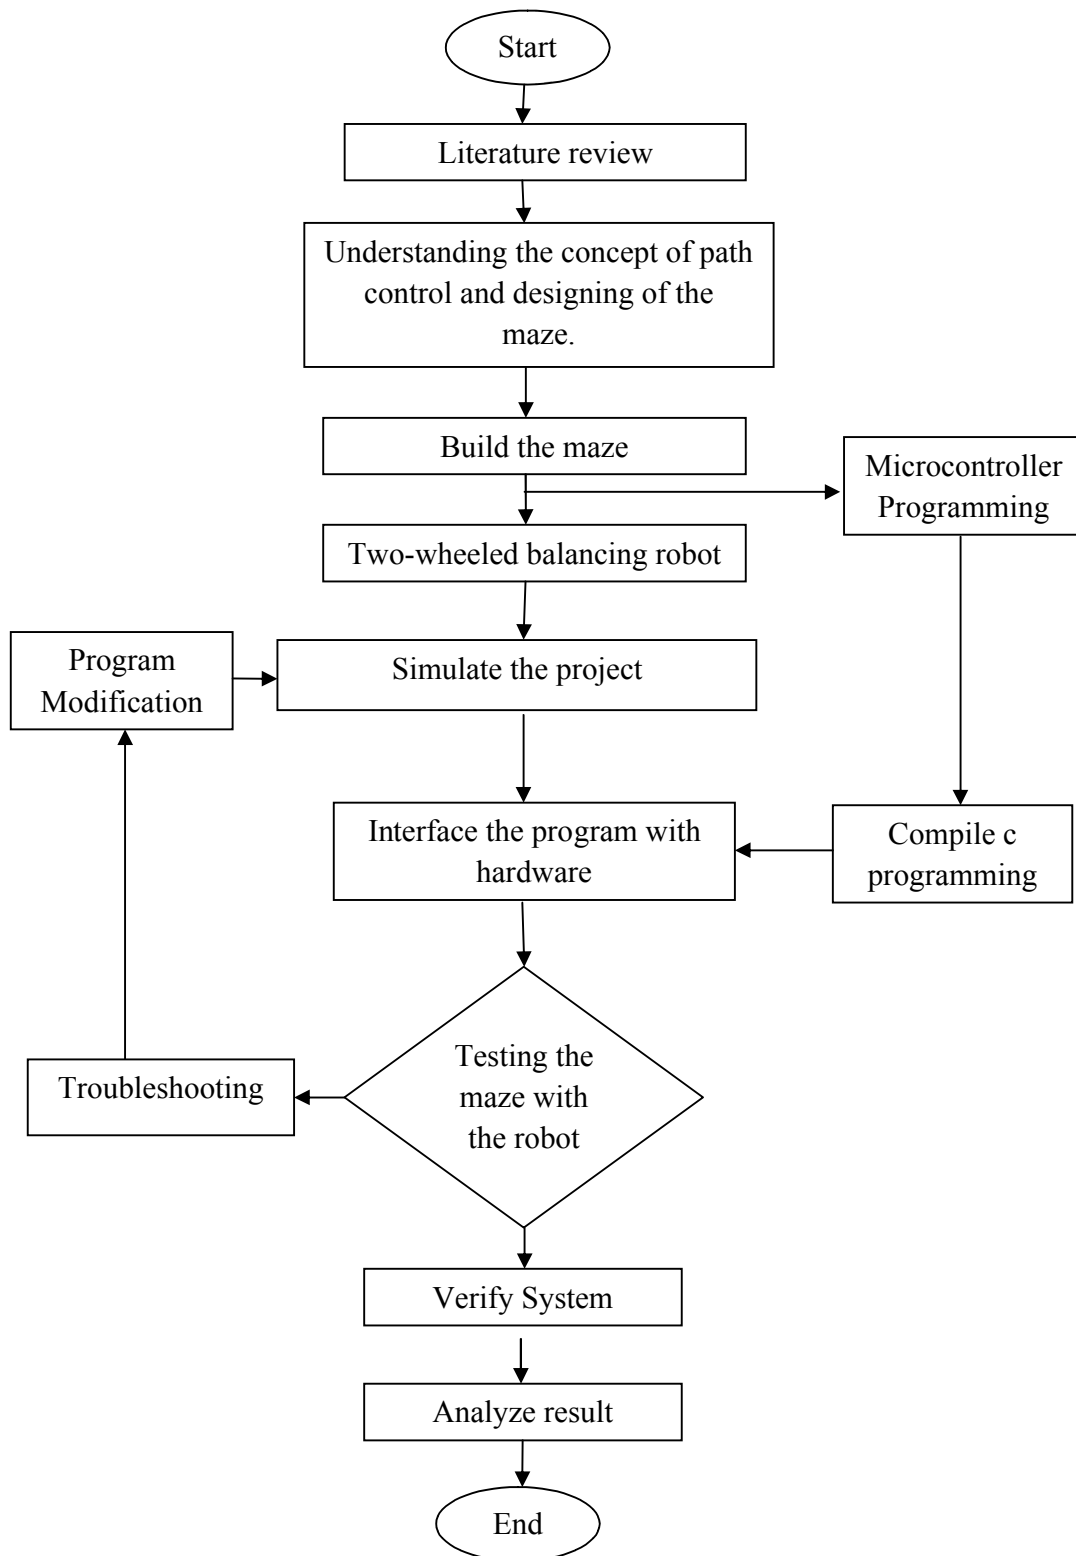 Start
Literature review
Understanding the concept of path
control and designing of the
maze.
Build the maze
Microcontroller
Programming
Two-wheeled balancing robot
Program
Modification
Simulate the project
Interface the program with
hardware
Compile c
programming
Testing the
maze with
the robot
Troubleshooting
Verify System
Analyze result
End